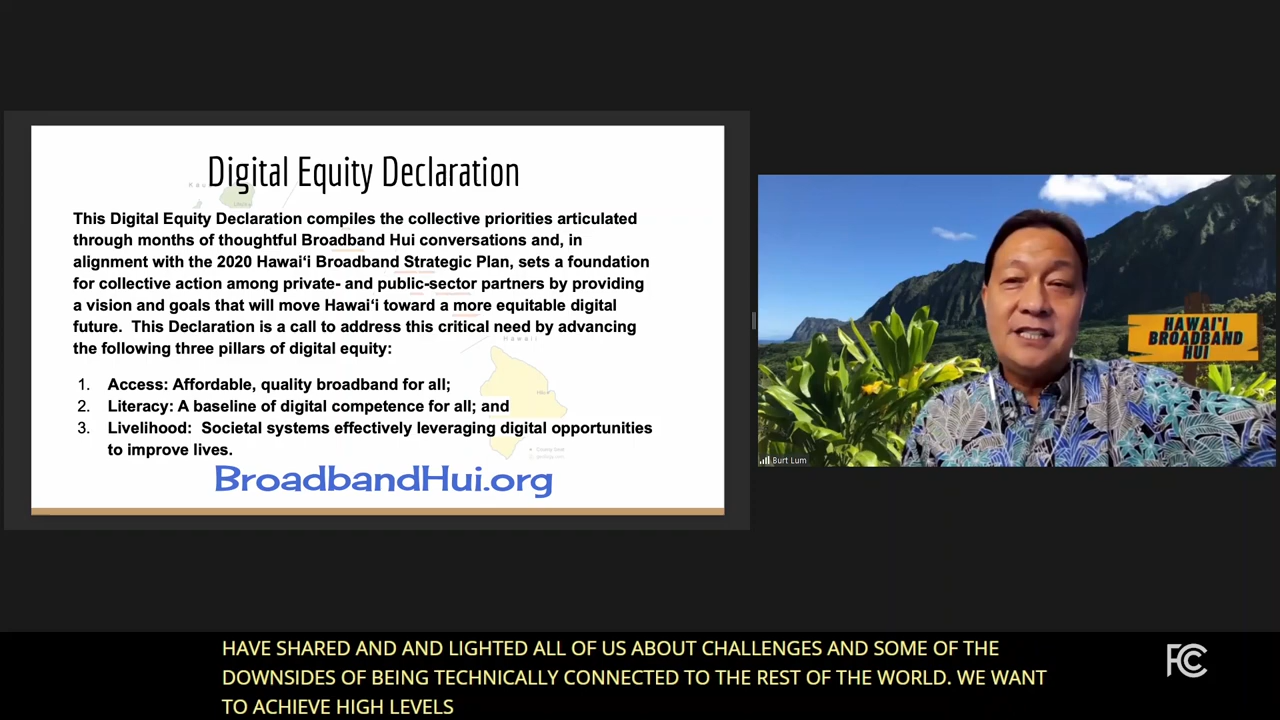 Digital Equity Declaration
This Digital Equity Declaration compiles the collective priorities articulated
through months of thoughtful Broadband Hui conversations and, in
alignment with the 2020 Hawaiʻi Broadband Strategic Plan, sets a foundation
for collective action among private- and public-sector partners by providing
a vision and goals that will move Hawaiʻi toward a more equitable digital
future.  This Declaration is a call to address this critical need by advancing
the following three pillars of digital equity:
Hawaii
1. Access: Affordable, quality broadband for all;
2. Literacy: A baseline of digital competence for all; and
3. Livelihood:  Societal systems effectively leveraging digital opportunities
to improve lives.
BroadbandHui.org
HAWAI'I
BROADBAND
HUI
Burt Lum
HAVE SHARED AND AND LIGHTED ALL OF US ABOUT CHALLENGES AND SOME OF THE
DOWNSIDES OF BEING TECHNICALLY CONNECTED TO THE REST OF THE WORLD. WE WANT
TO ACHIEVE HIGH LEVELS
FCC